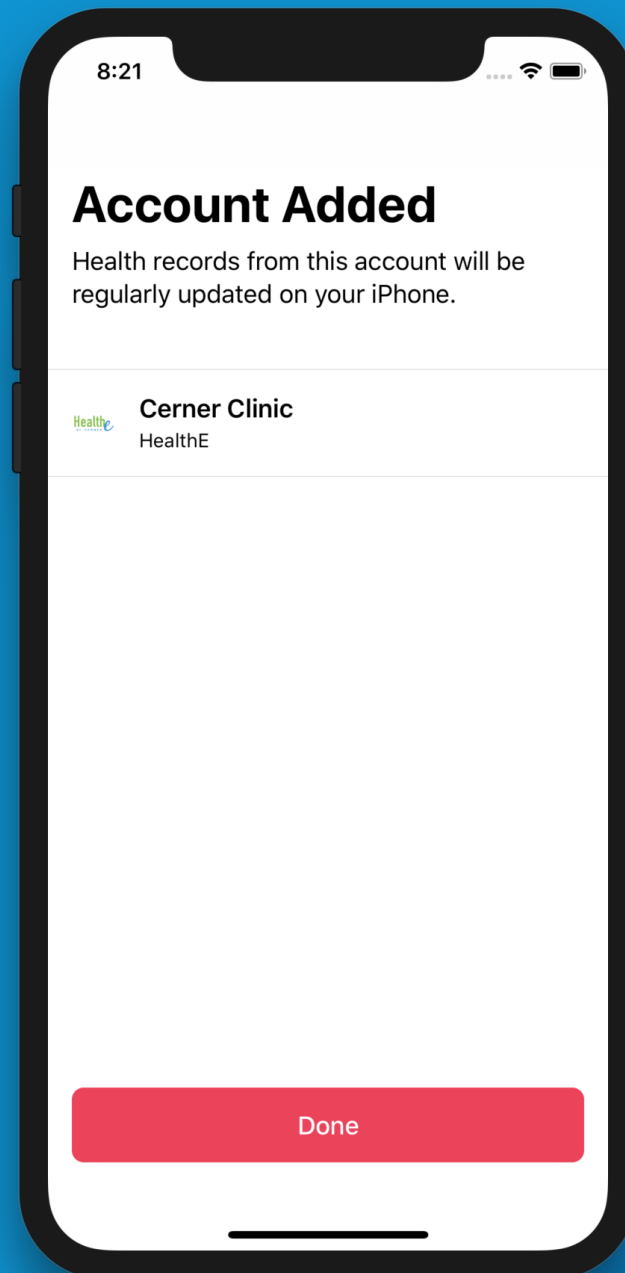 8:21
Account Added
Health records from this account will be
regularly updated on your iPhone.
Healthe
Cerner Clinic
HealthE
Done